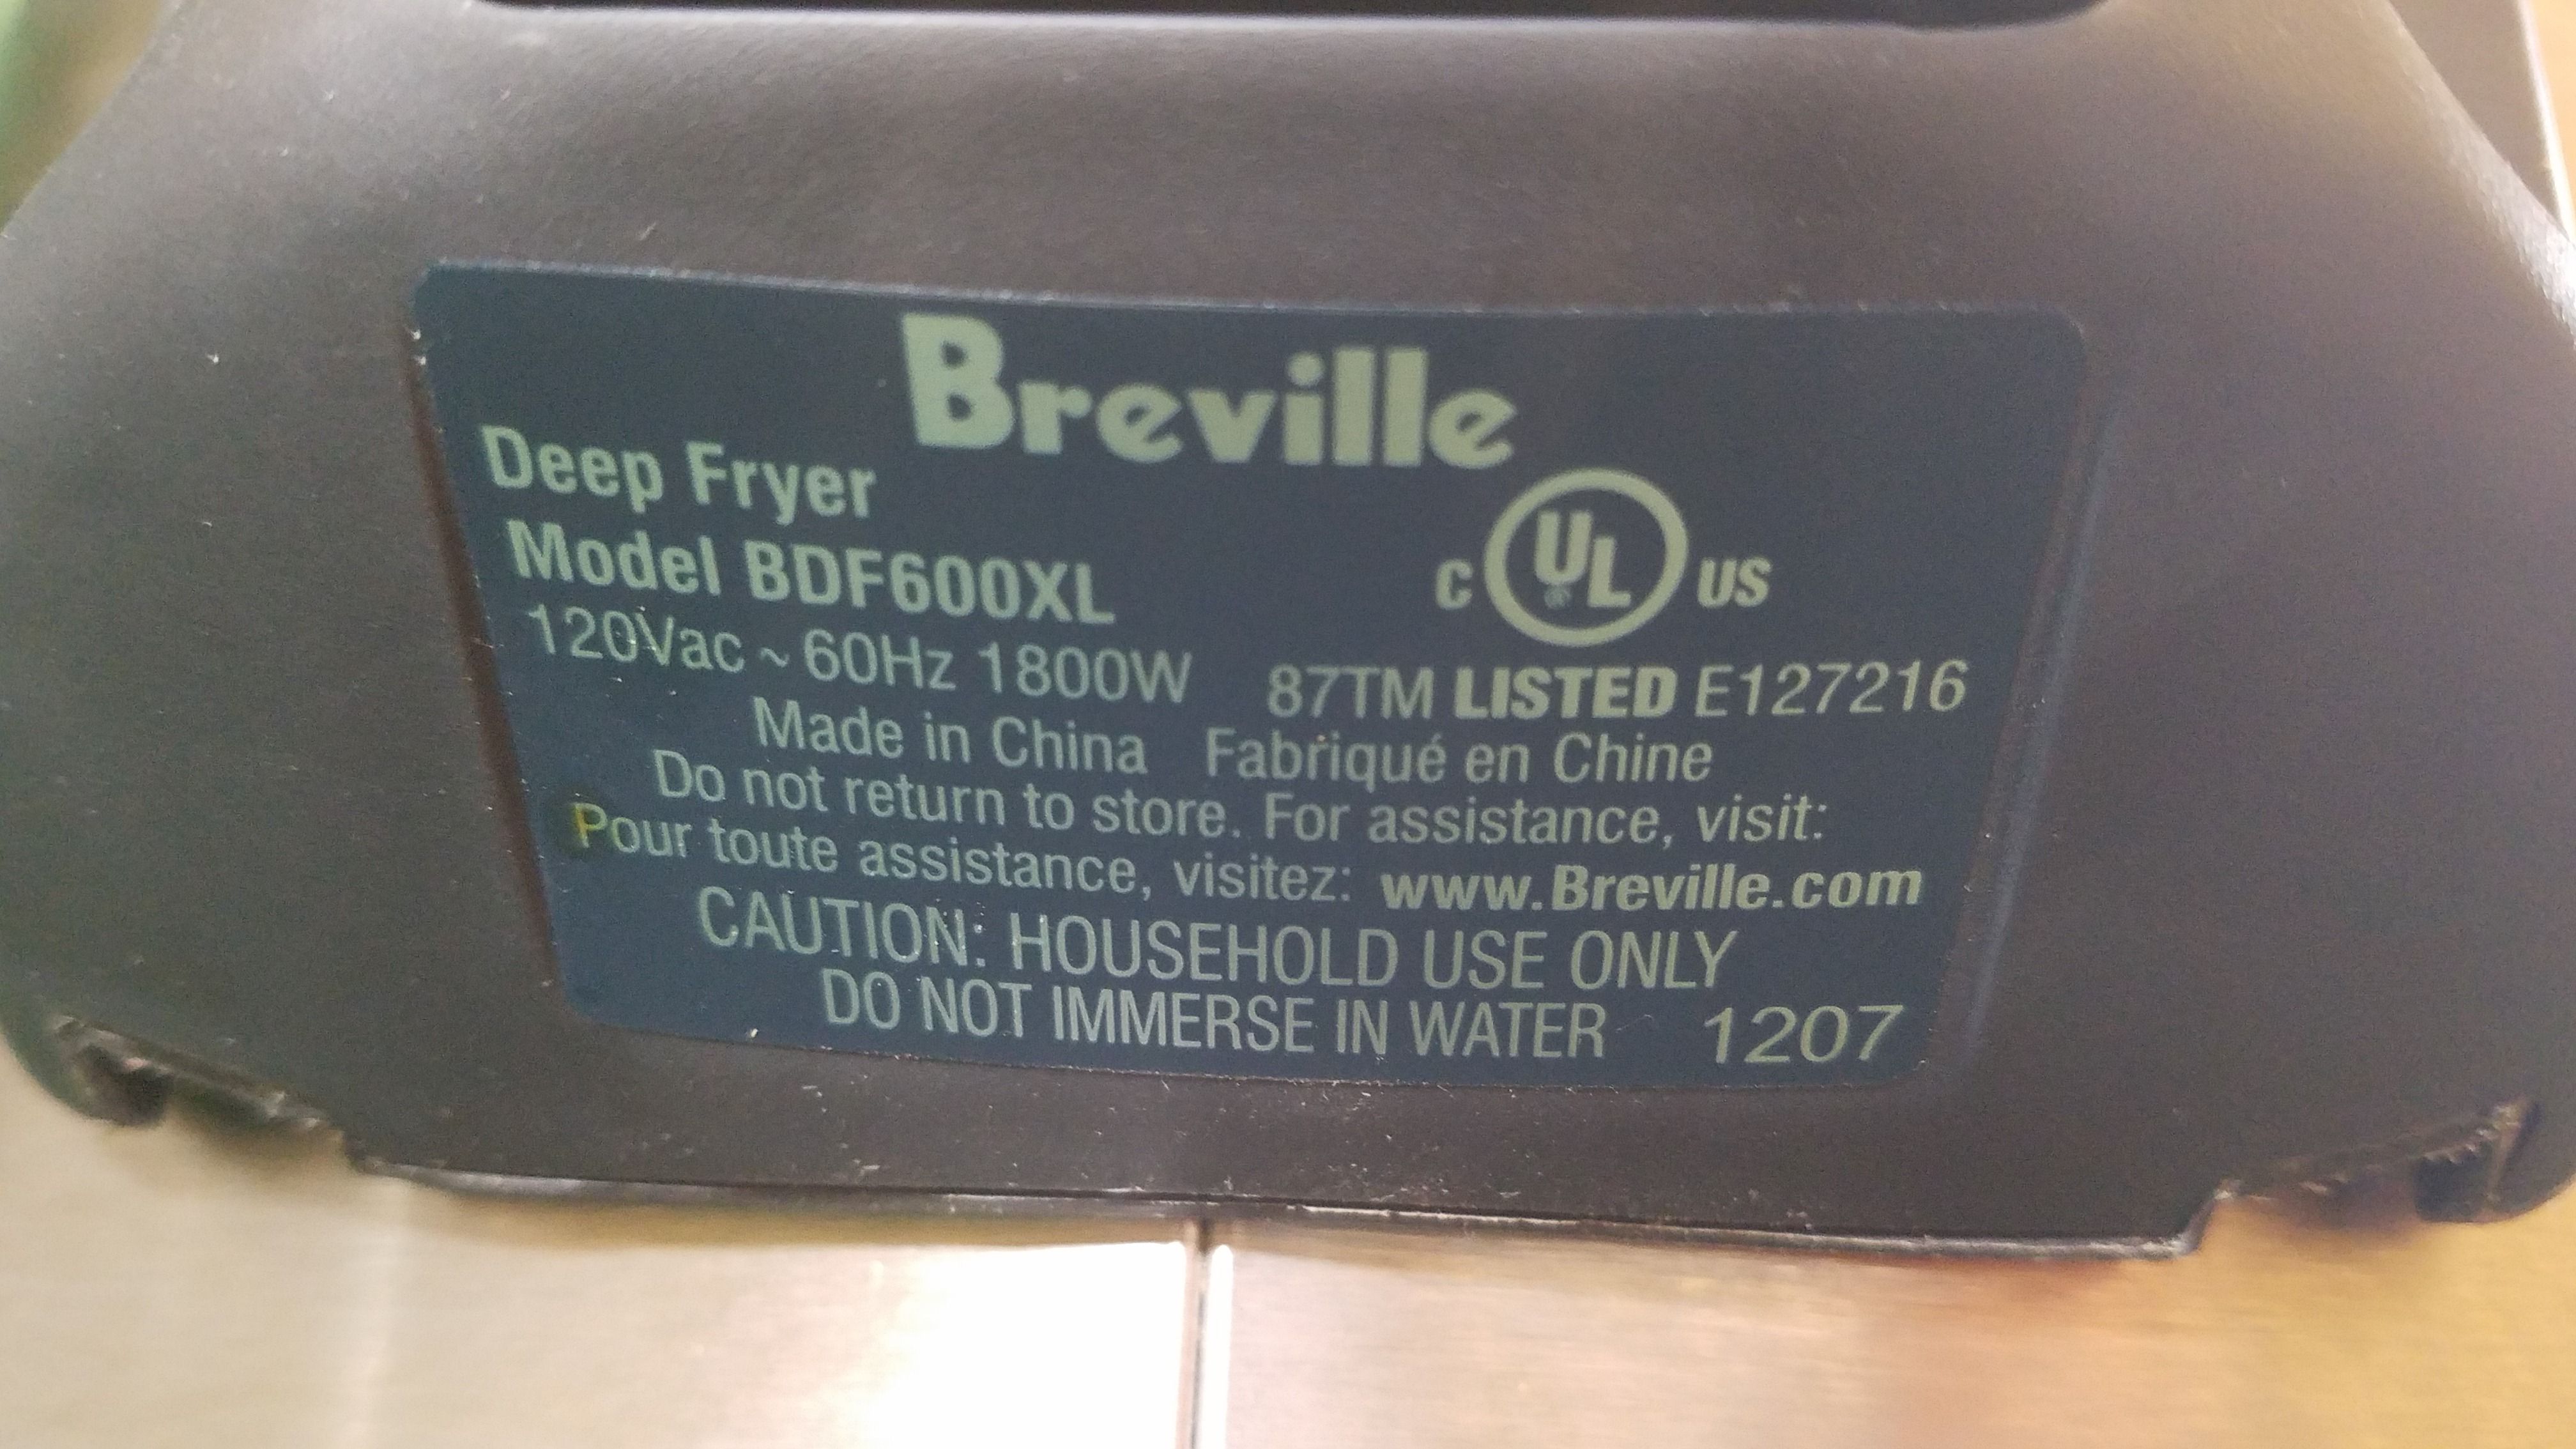 Breville
Deep Fryer
Model BDF600XL
C UL US
®
120Vac ~ 60Hz 1800W
87TM LISTED E127216
Made in China Fabriqué en Chine
Do not return to store. For assistance, visit:
Pour toute assistance, visitez: www.Breville.com
CAUTION: HOUSEHOLD USE ONLY
DO NOT IMMERSE IN WATER 1207